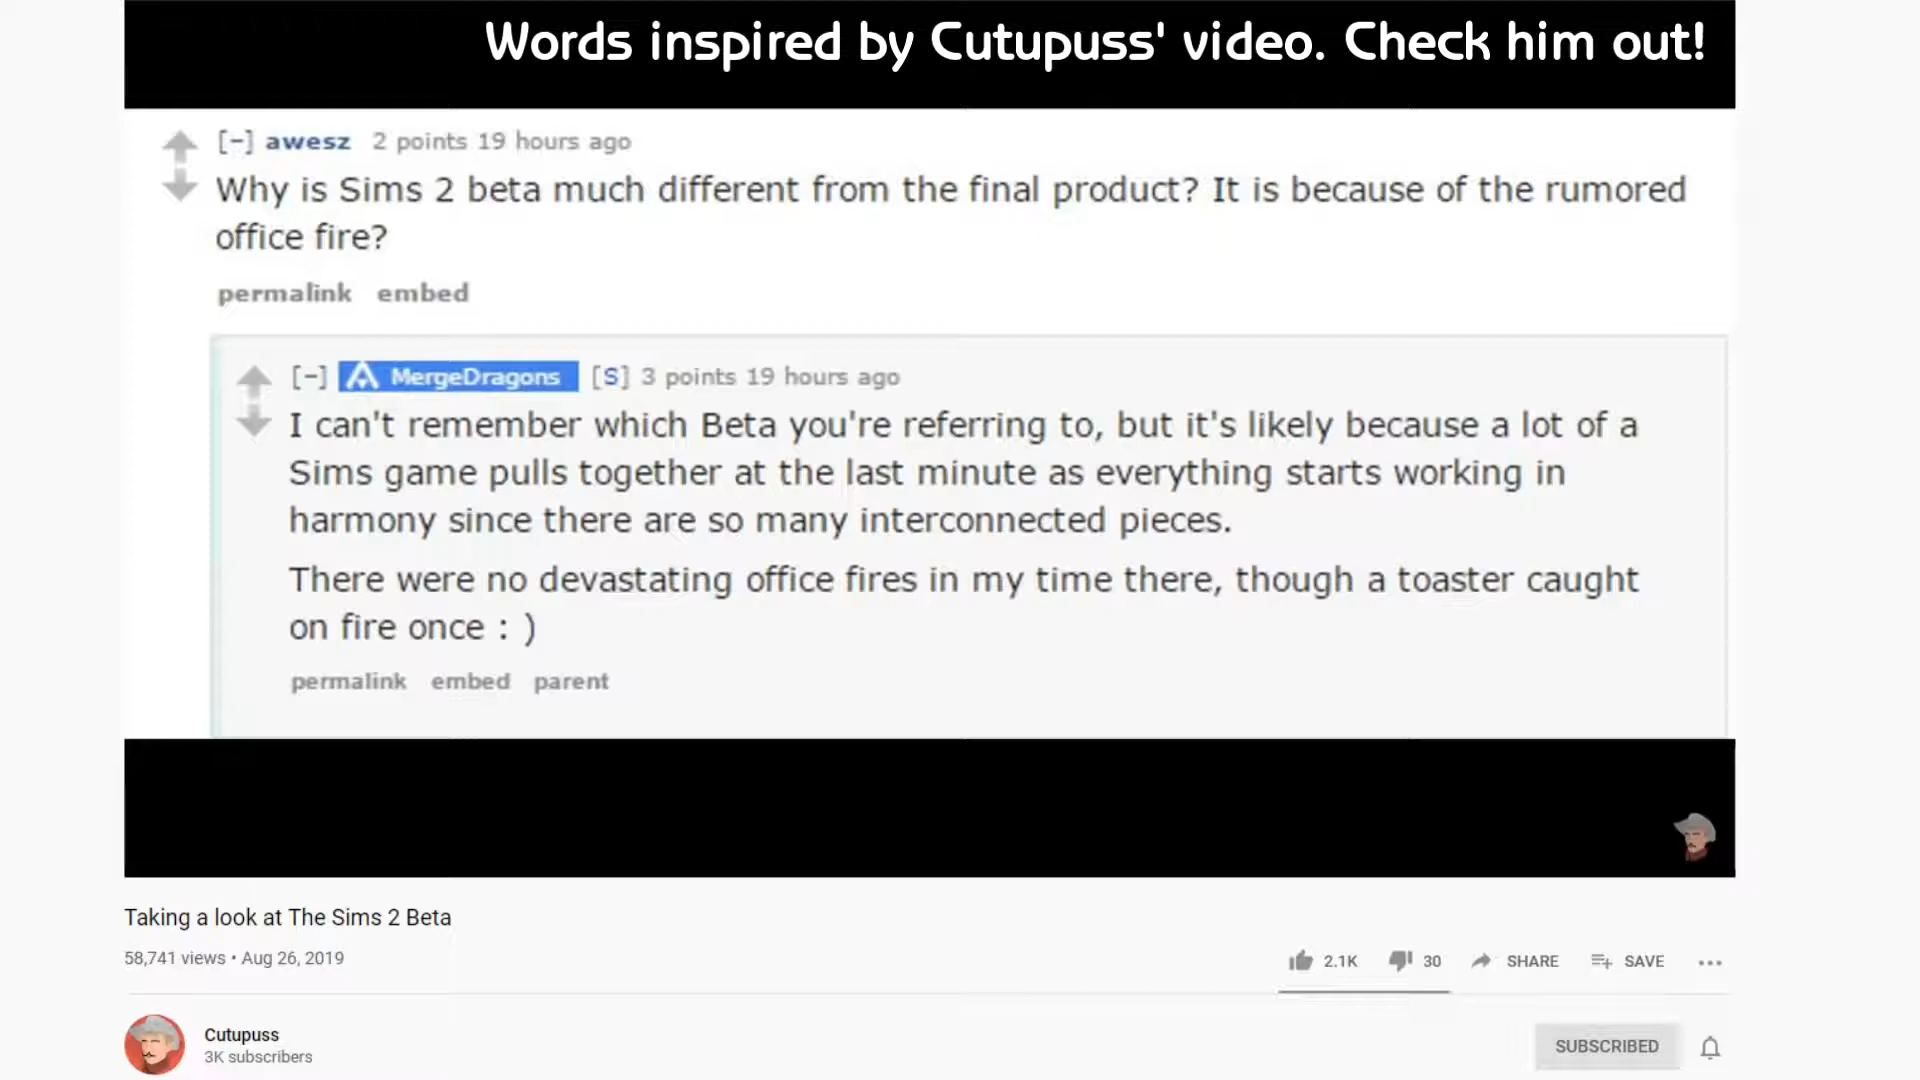 Words inspired by Cutupuss' video. Check him out!
[-] awesz 2 points 19 hours ago
Why is Sims 2 beta much different from the final product? It is because of the rumored
office fire?
permalink embed
[-] MergeDragons [S] 3 points 19 hours ago
I can't remember which Beta you're referring to, but it's likely because a lot of a
Sims game pulls together at the last minute as everything starts working in
harmony since there are so many interconnected pieces.
There were no devastating office fires in my time there, though a toaster caught
on fire once : )
permalink embed parent
Taking a look at The Sims 2 Beta
58,741 views • Aug 26, 2019
2.1K 30 SHARE SAVE
Cutupuss
3K subscribers
SUBSCRIBED